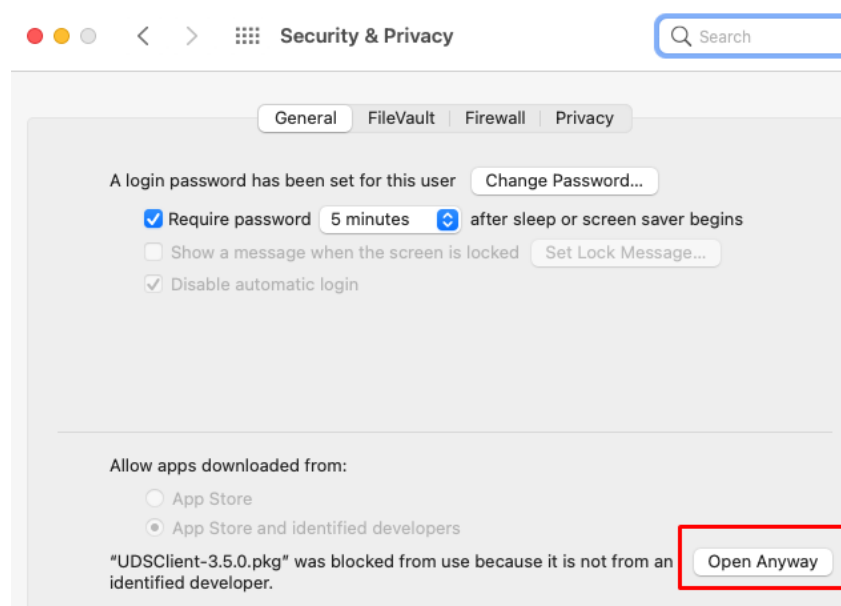 Security & Privacy
Search
General FileVault Firewall Privacy
A login password has been set for this user Change Password...
Require password 5 minutes after sleep or screen saver begins
Show a message when the screen is locked Set Lock Message...
Disable automatic login
Allow apps downloaded from:
App Store
App Store and identified developers
“UDSClient-3.5.0.pkg” was blocked from use because it is not from an Open Anyway
identified developer.